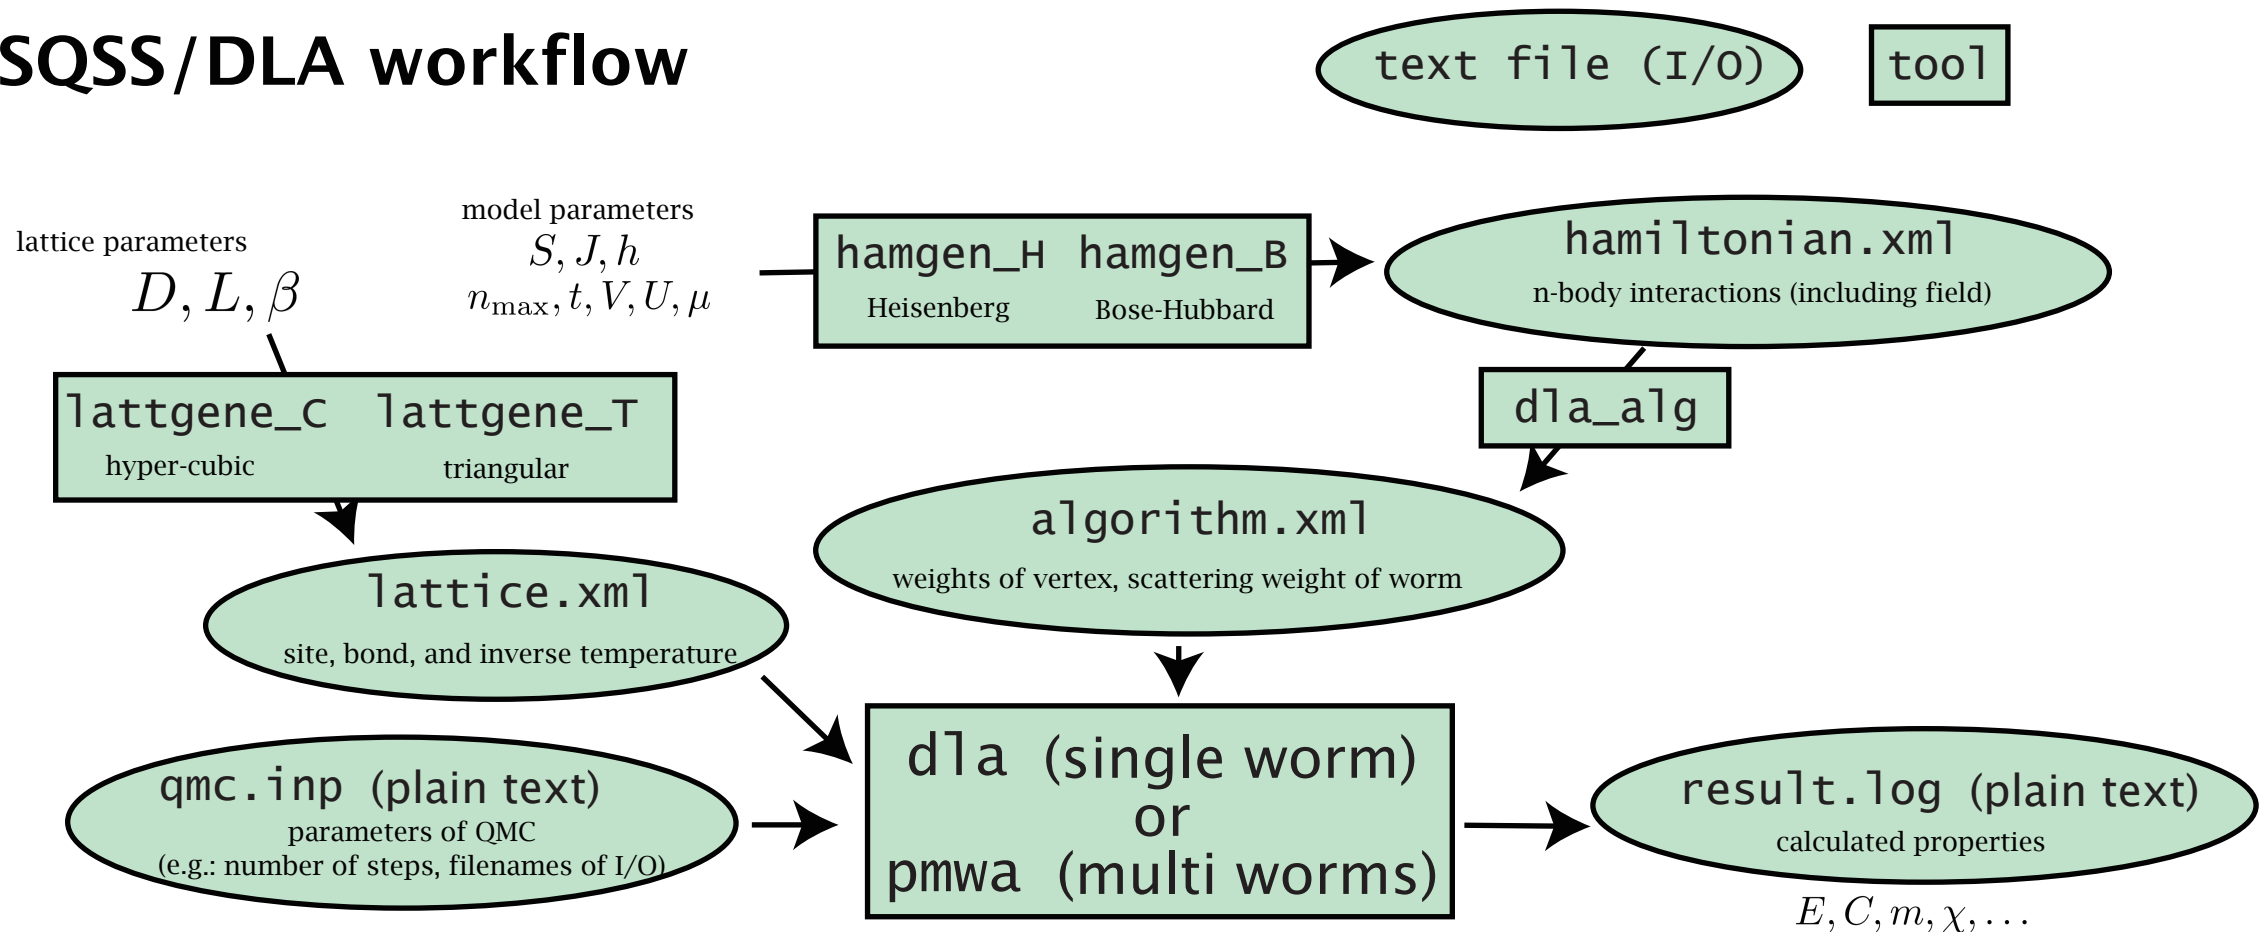 SQSS/DLA workflow
text file (I/O)
tool
lattice parameters
D, L, β
model parameters
S, J, h
n_max, t, V, U, μ
hamgen_H hamgen_B
Heisenberg Bose-Hubbard
hamiltonian.xml
n-body interactions (including field)
lattgene_C lattgene_T
hyper-cubic triangular
dla_alg
algorithm.xml
weights of vertex, scattering weight of worm
lattice.xml
site, bond, and inverse temperature
qmc.inp (plain text)
parameters of QMC
(e.g.: number of steps, filenames of I/O)
dla (single worm)
or
pmwa (multi worms)
result.log (plain text)
calculated properties
E, C, m, χ, . . .